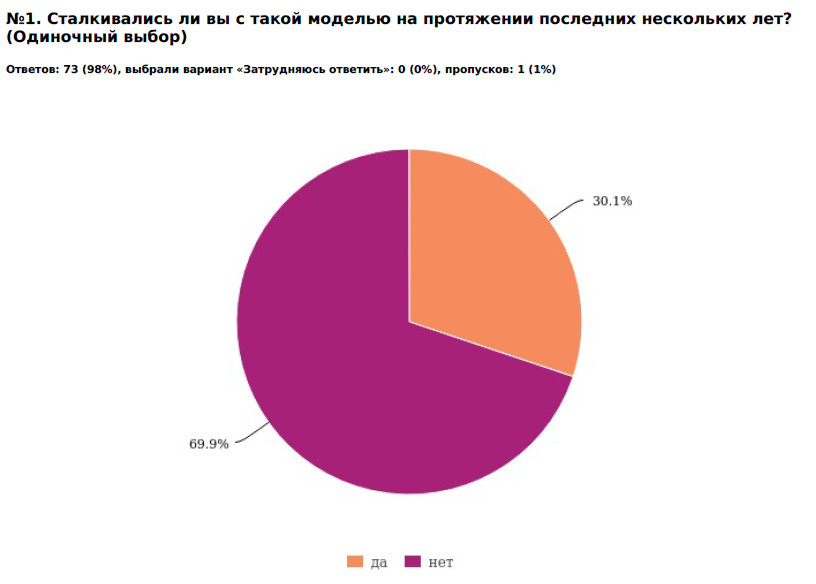 №1. Сталкивались ли вы с такой моделью на протяжении последних нескольких лет?
(Одиночный выбор)
Ответов: 73 (98%), выбрали вариант «Затрудняюсь ответить»: 0 (0%), пропусков: 1 (1%)
30.1%
69.9%
да нет